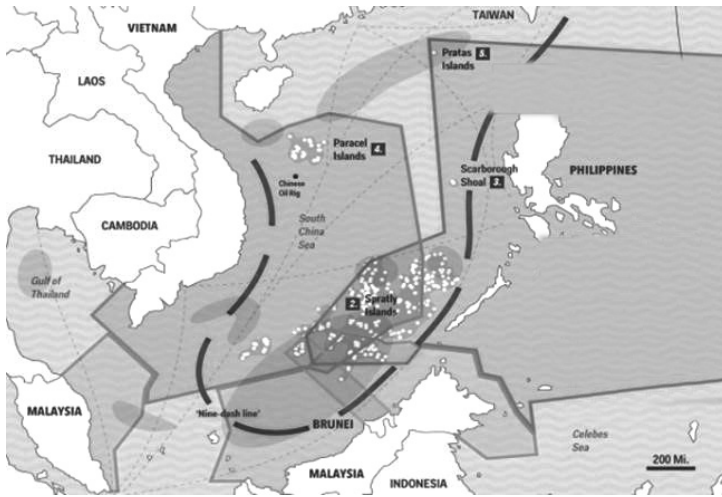 TAIWAN
VIETNAM
Pratas 5.
Islands
LAOS
Paracel 4.
Islands
THAILAND
Scarborough
Shoal 3.
PHILIPPINES
Chinese
Oil Rig
CAMBODIA
South
China
Sea
Gulf of
Thailand
2. Spratly
Islands
MALAYSIA
'Nine-dash line'
BRUNEI
Celebes
Sea
200 Mi.
MALAYSIA
INDONESIA